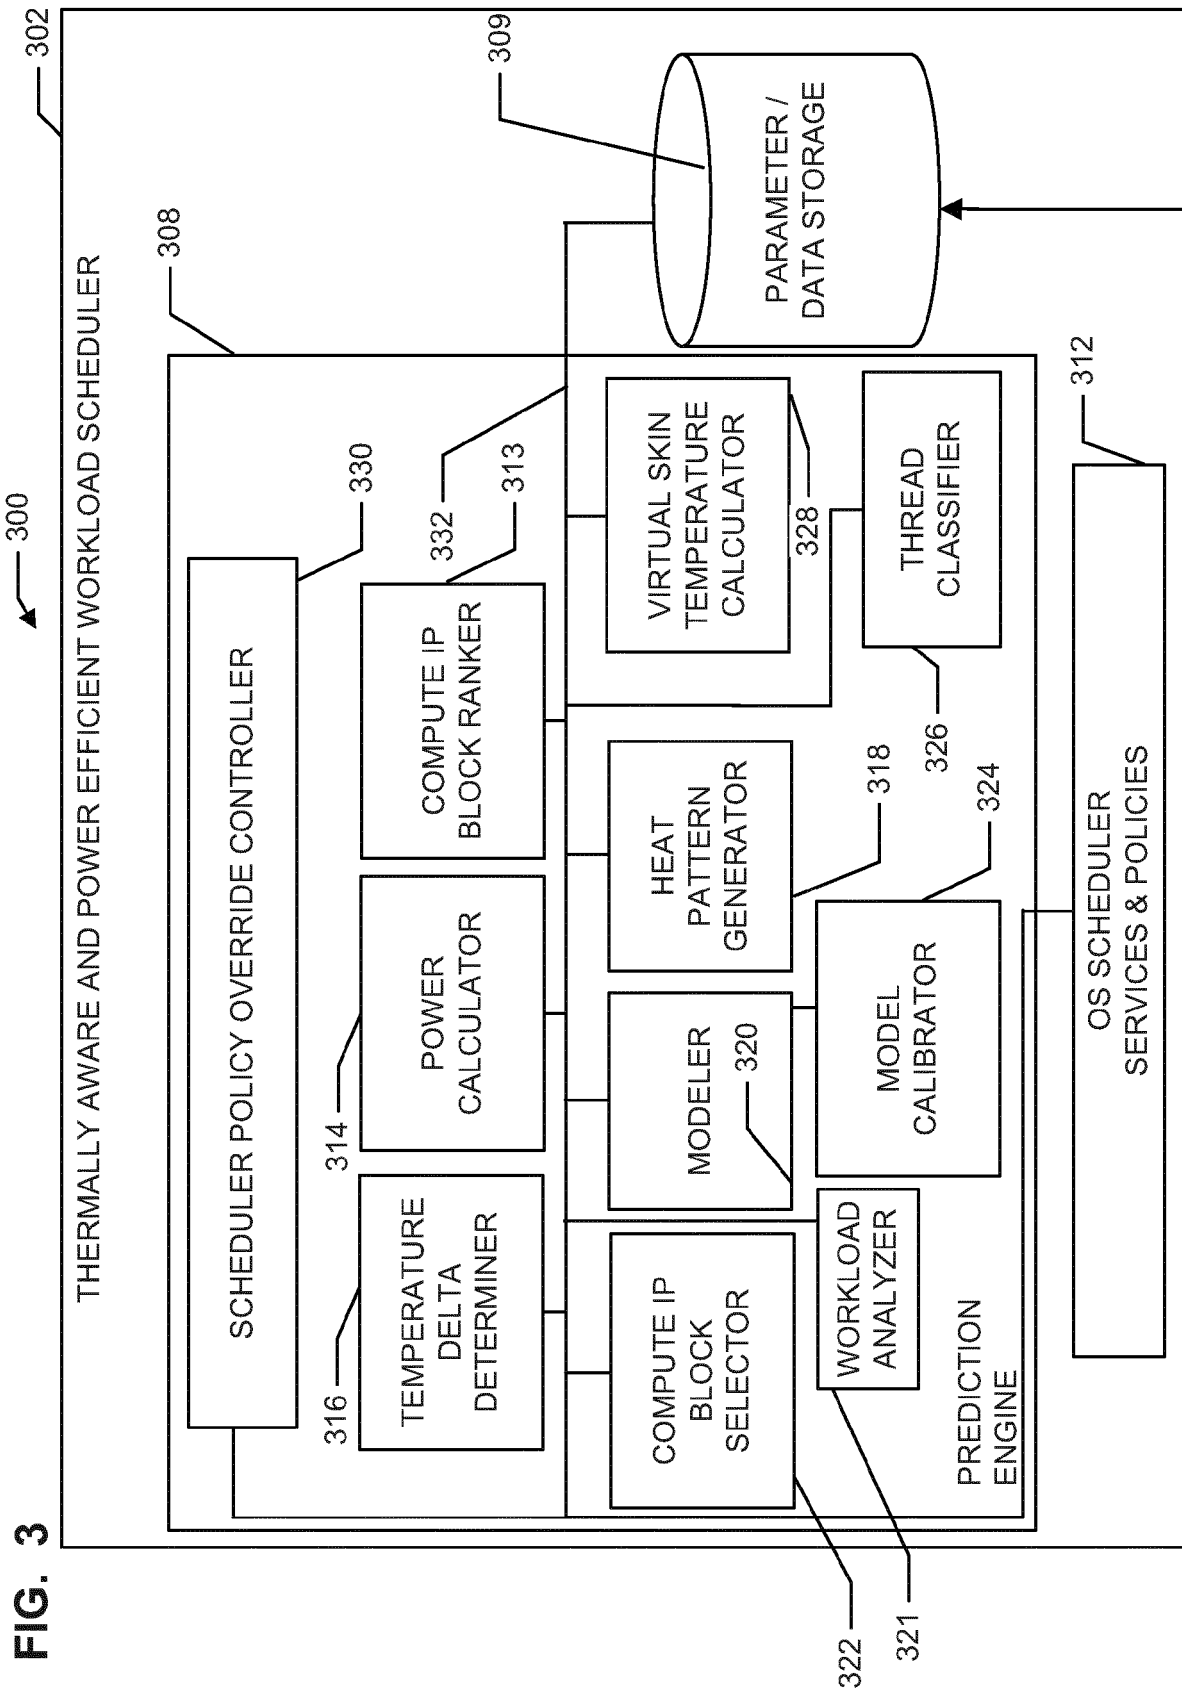 FIG. 3
300
302
THERMALLY AWARE AND POWER EFFICIENT WORKLOAD SCHEDULER
308
SCHEDULER POLICY OVERRIDE CONTROLLER
330
316
TEMPERATURE
DELTA
DETERMINER
314
POWER
CALCULATOR
COMPUTE IP
BLOCK RANKER
332
313
309
PARAMETER /
DATA STORAGE
COMPUTE IP
BLOCK
SELECTOR
322
MODELER
320
HEAT
PATTERN
GENERATOR
318
VIRTUAL SKIN
TEMPERATURE
CALCULATOR
328
WORKLOAD
ANALYZER
321
MODEL
CALIBRATOR
324
THREAD
CLASSIFIER
326
PREDICTION
ENGINE
OS SCHEDULER
SERVICES & POLICIES
312